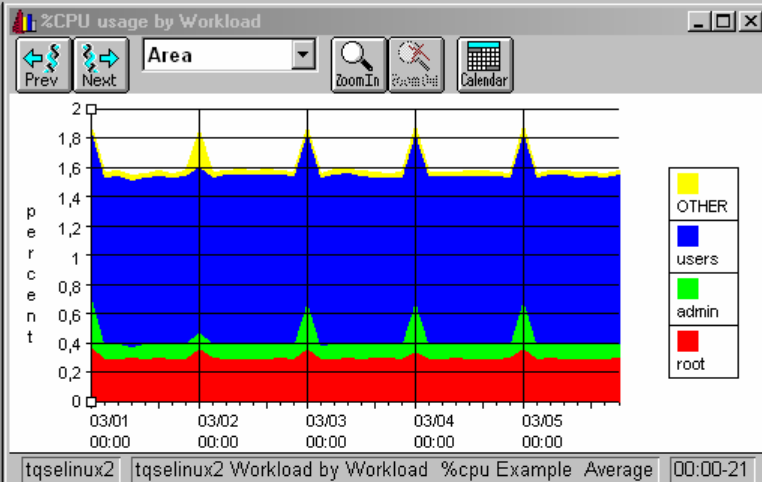 %CPU usage by Workload
Prev
Next
Area
ZoomIn
ZoomOut
Calendar
2
1,8
1,6
1,4
1,2
1
0,8
0,6
0,4
0,2
0
percent
03/01 03/02 03/03 03/04 03/05
00:00 00:00 00:00 00:00 00:00
OTHER
users
admin
root
tqselinux2 tqselinux2 Workload by Workload %cpu Example Average 00:00-21